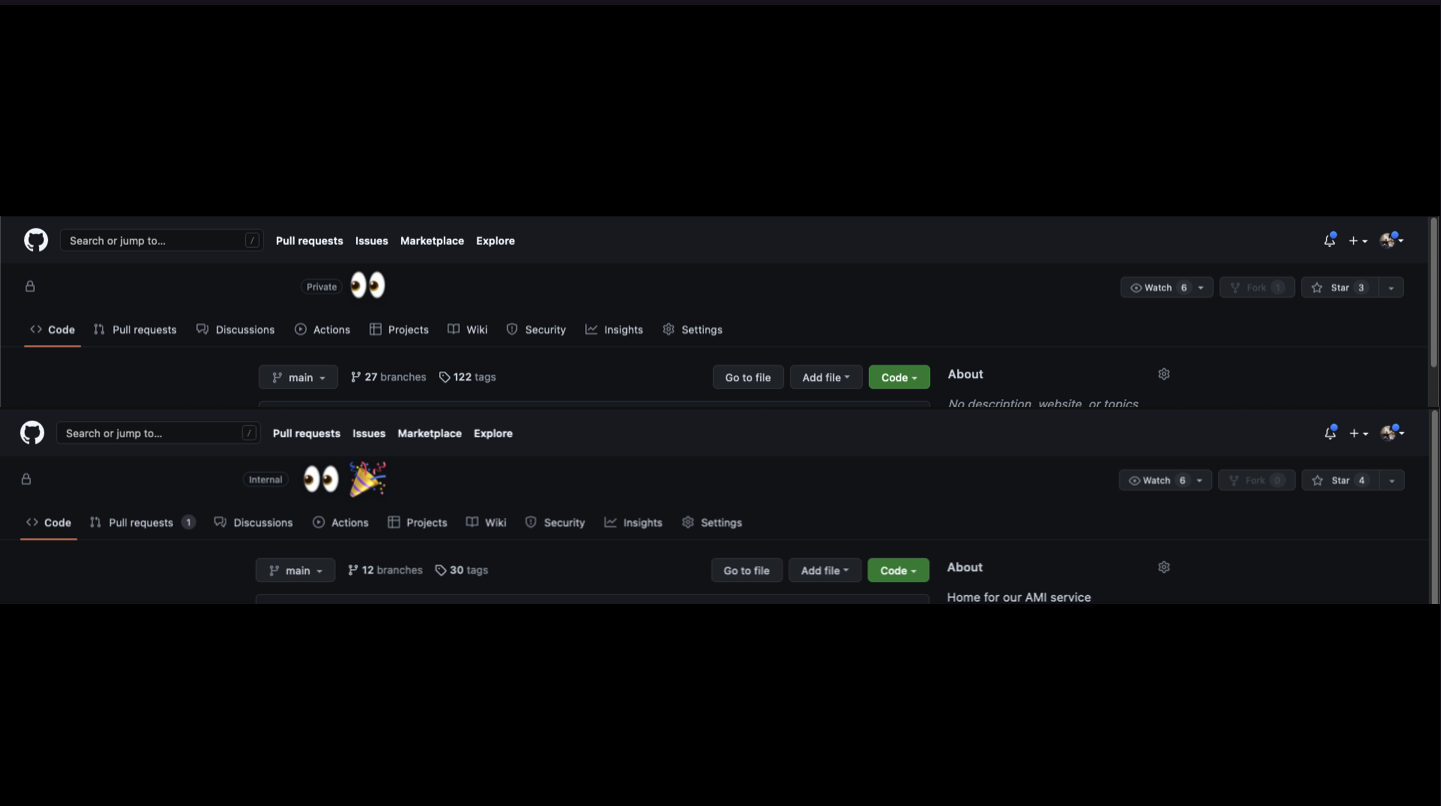 Search or jump to... / Pull requests Issues Marketplace Explore
Private 👀 Watch 6 Fork 1 Star 3
Code Pull requests Discussions Actions Projects Wiki Security Insights Settings
main 27 branches 122 tags Go to file Add file Code About
No description, website, or topics
Search or jump to... / Pull requests Issues Marketplace Explore
Internal 👀 🎉 Watch 6 Fork 0 Star 4
Code Pull requests 1 Discussions Actions Projects Wiki Security Insights Settings
main 12 branches 30 tags Go to file Add file Code About
Home for our AMI service